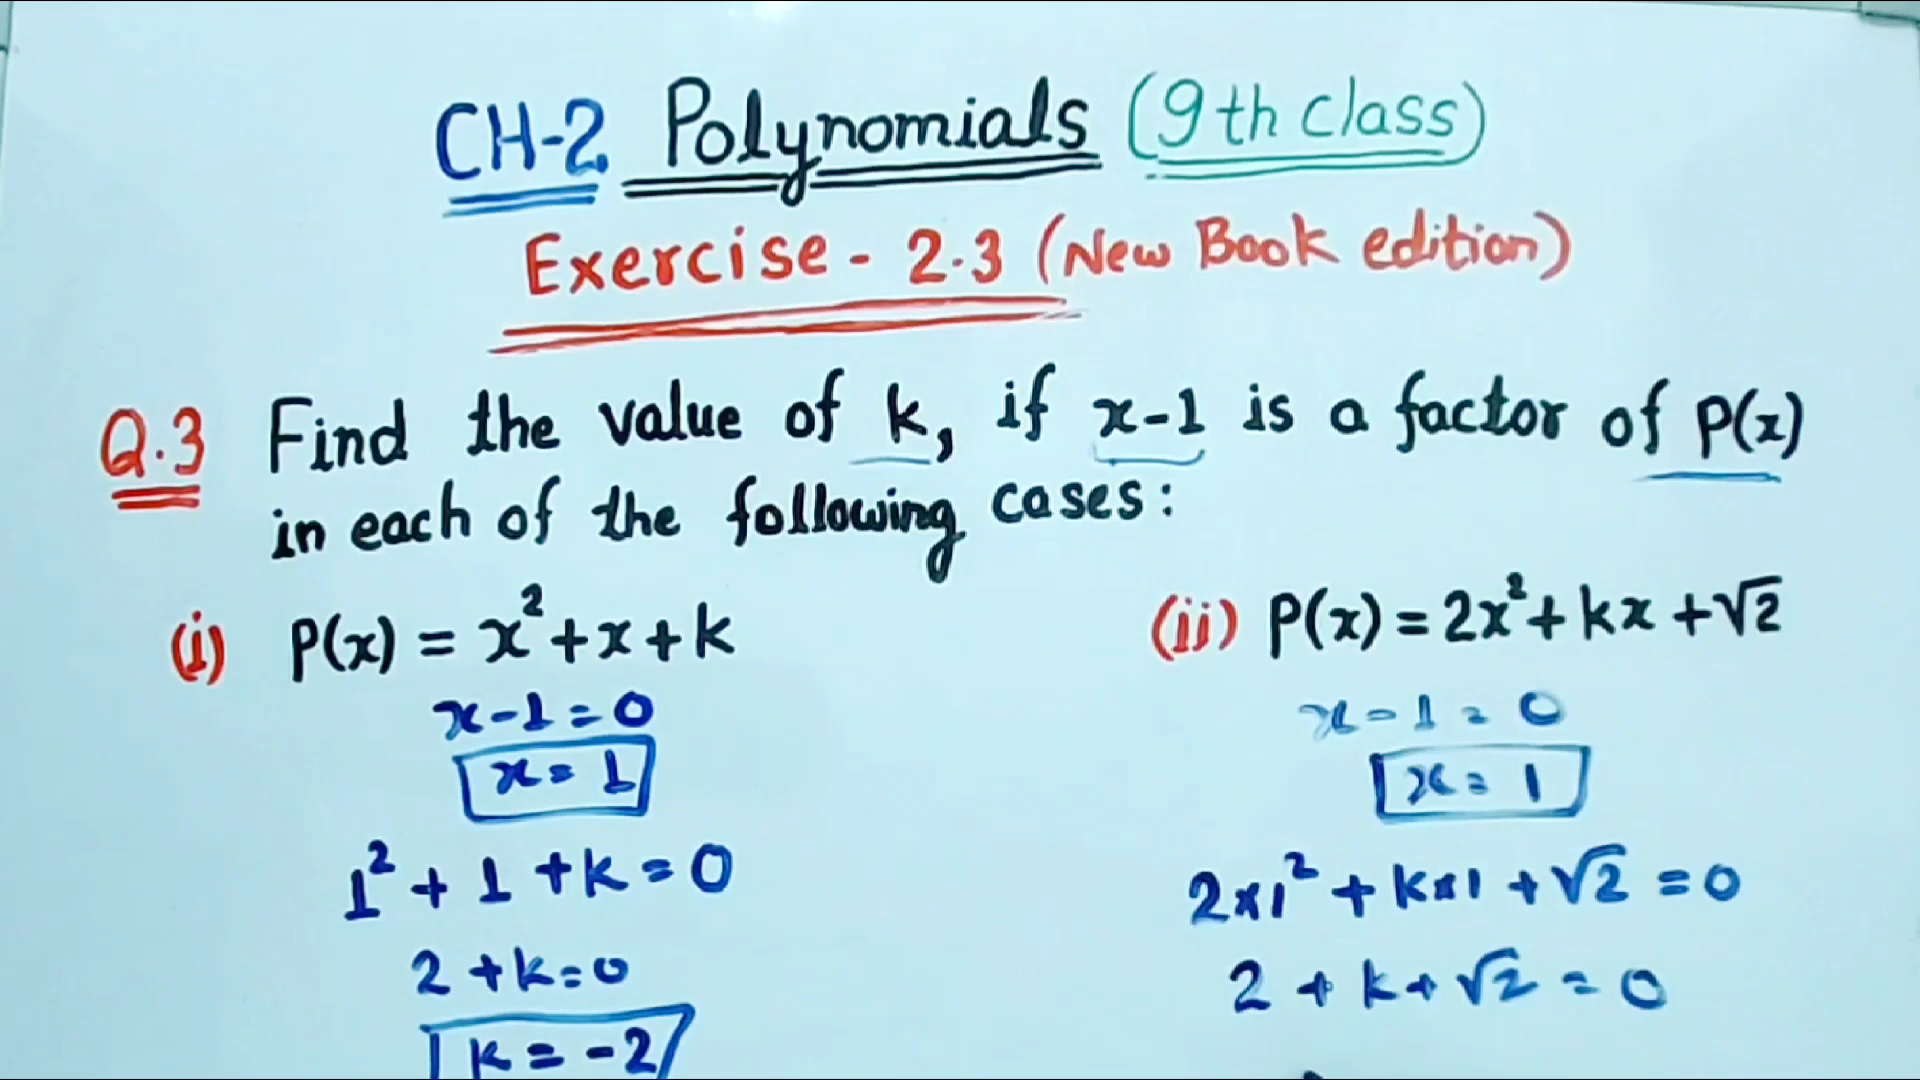 CH-2 Polynomials (9th class)
Exercise - 2.3 (New Book edition)
Q.3 Find the value of k, if x-1 is a factor of P(x)
in each of the following cases:
(i) P(x) = x²+x+k
(ii) P(x) = 2x²+kx+√2
x-1=0
x=1
1²+1+k=0
2+k=0
k=-2
x-1=0
x=1
2×1²+k×1+√2=0
2+k+√2=0